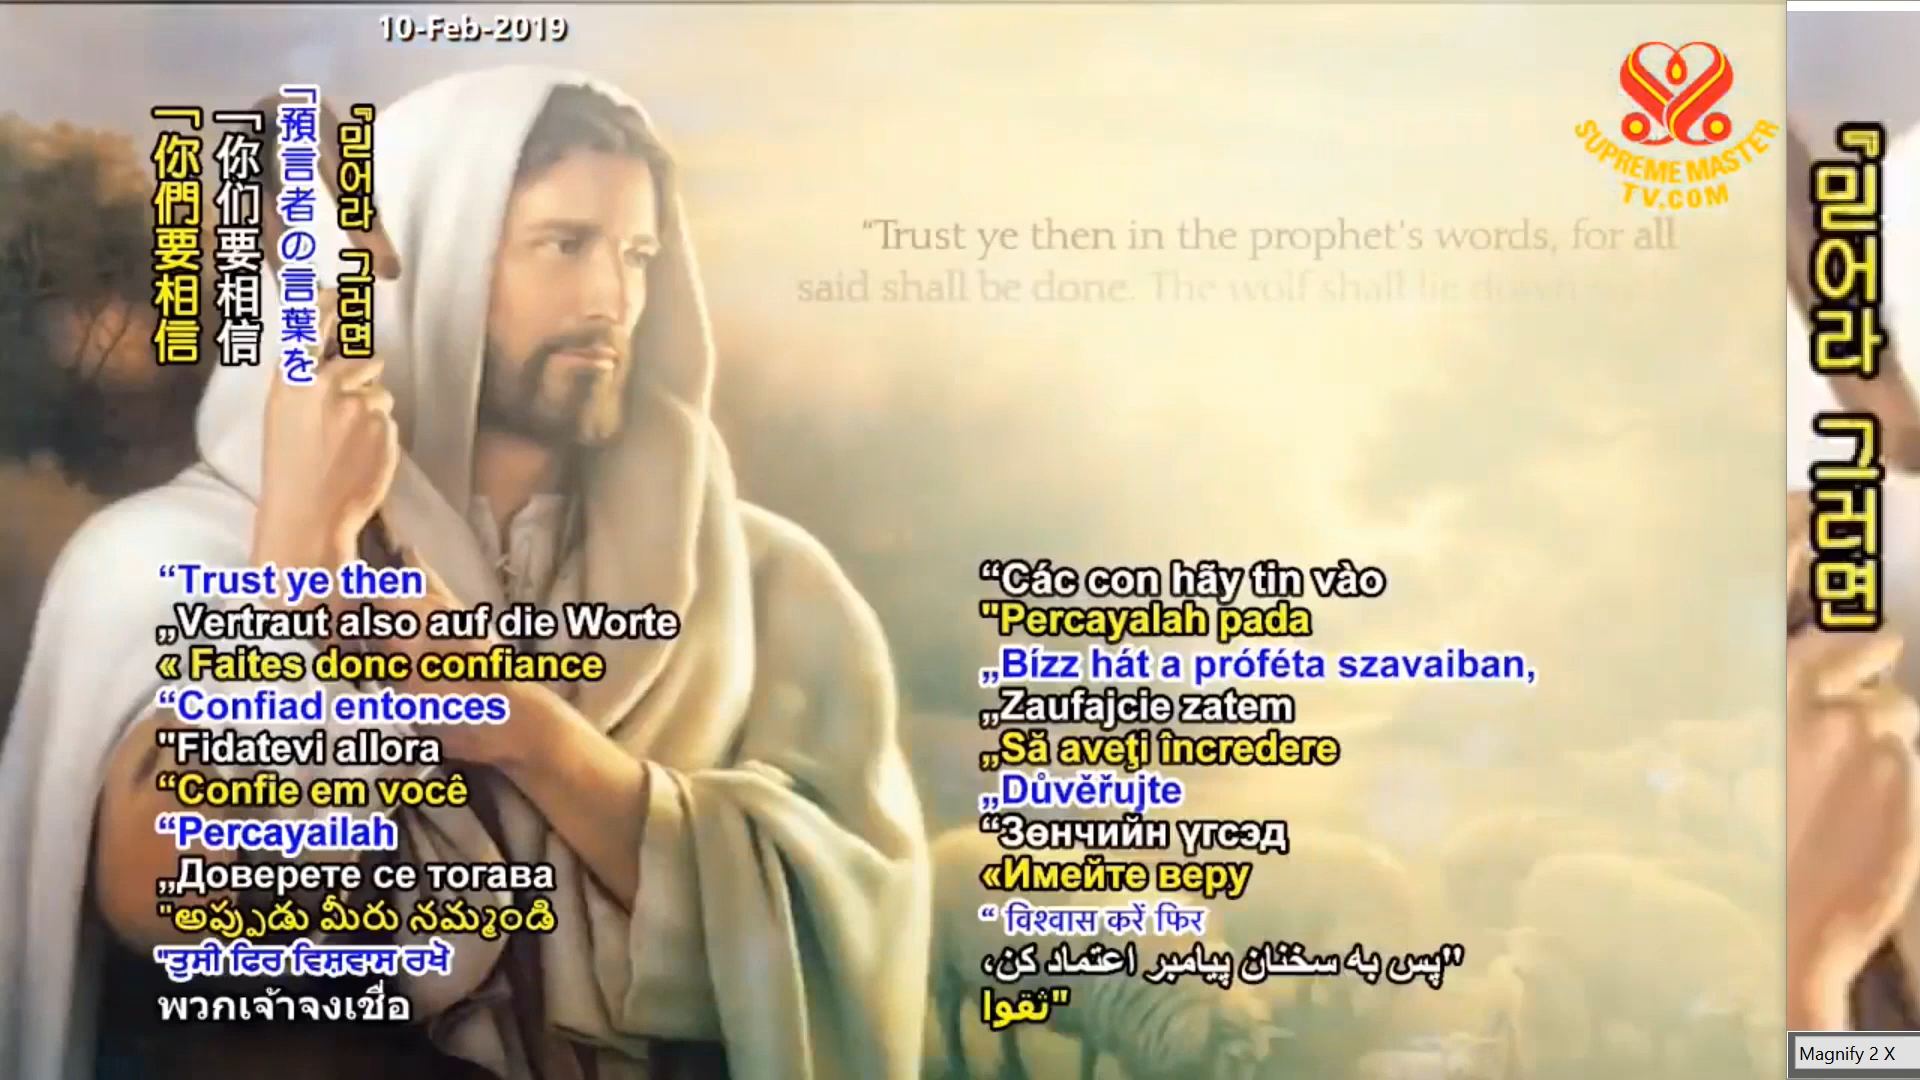 10-Feb-2019
SUPREME MASTER
TV.COM
『믿어라 그러면
「預言者の言葉を
「你们要相信
「你們要相信
“Trust ye then in the prophet's words, for all
said shall be done. The wolf shall lie down
“Trust ye then
„Vertraut also auf die Worte
« Faites donc confiance
“Confiad entonces
"Fidatevi allora
“Confie em você
“Percayailah
„Доверете се тогава
"అప్పుడు మీరు నమ్మండి
"ਤੁਸੀ ਫਿਰ ਵਿਸ਼ਵਾਸ ਰਖੋ
พวกเจ้าจงเชื่อ
“Các con hãy tin vào
"Percayalah pada
„Bízz hát a próféta szavaiban,
„Zaufajcie zatem
„Să aveţi încredere
„Důvěřujte
“Зөнчийн үгсэд
«Имейте веру
“ विश्वास करें फिर
"پس به سخنان پیامبر اعتماد کن،
"ثقوا
『믿어라 그러면
Magnify 2 X